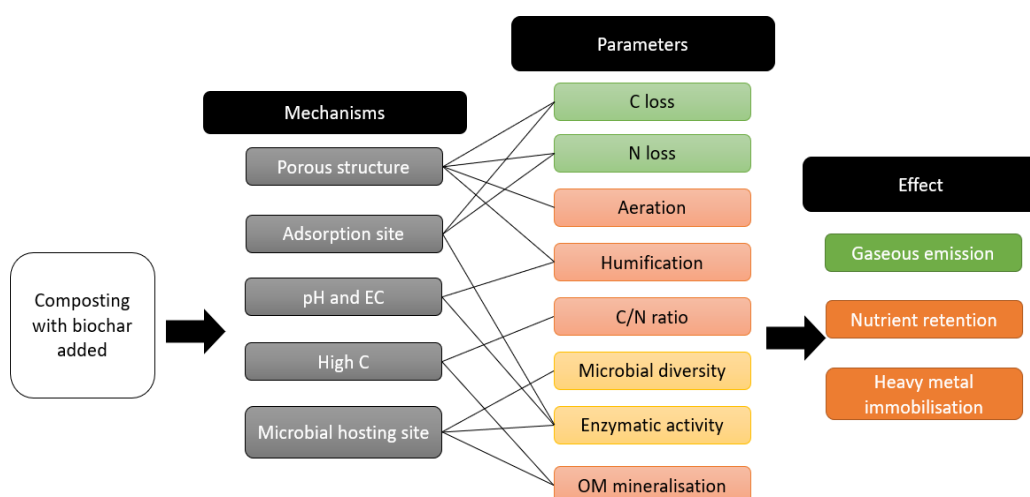 Composting
with biochar
added
Mechanisms
Porous structure
Adsorption site
pH and EC
High C
Microbial hosting site
Parameters
C loss
N loss
Aeration
Humification
C/N ratio
Microbial diversity
Enzymatic activity
OM mineralisation
Effect
Gaseous emission
Nutrient retention
Heavy metal
immobilisation